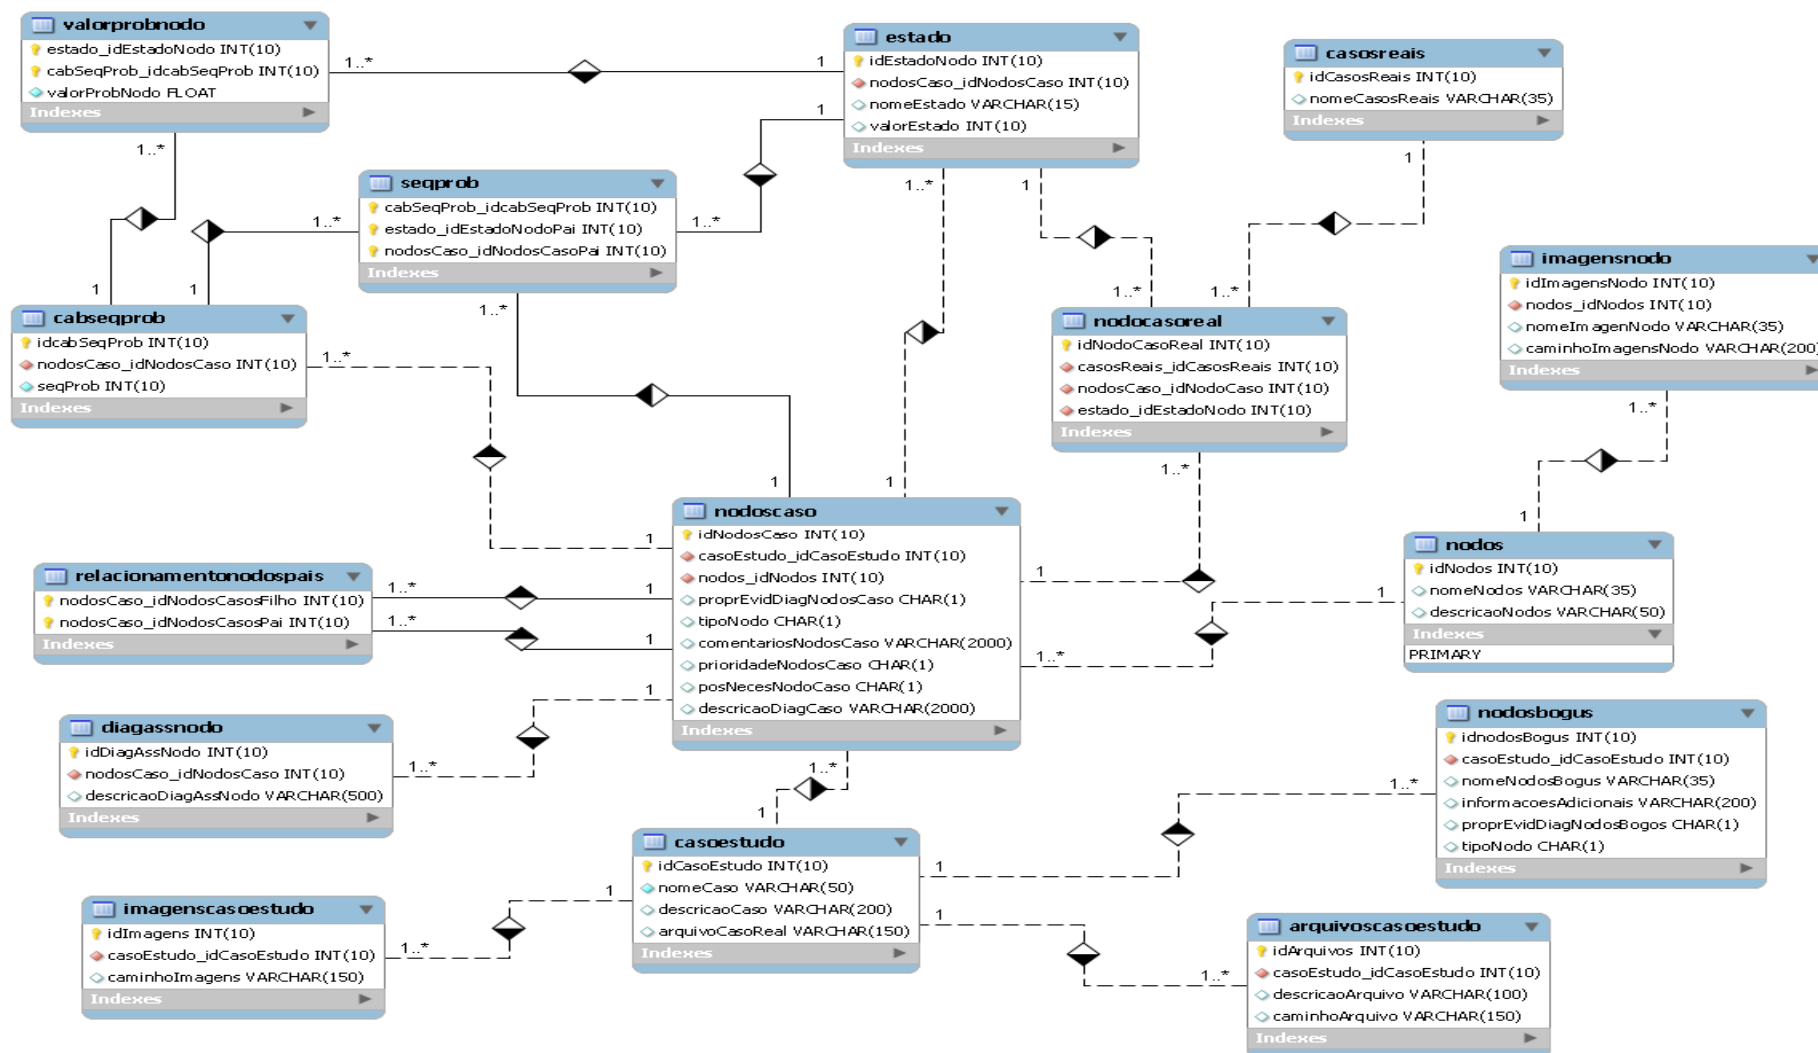 valorprobnodo
estado_idEstadoNodo INT(10)
cabSeqProb_idcabSeqProb INT(10)
valorProbNodo FLOAT
Indexes
1..*
1
1..*
estado
idEstadoNodo INT(10)
nodosCaso_idNodosCaso INT(10)
nomeEstado VARCHAR(15)
valorEstado INT(10)
Indexes
1
1..*
1
casosreais
idCasosReais INT(10)
nomeCasosReais VARCHAR(35)
Indexes
1
seqprob
cabSeqProb_idcabSeqProb INT(10)
estado_idEstadoNodoPai INT(10)
nodosCaso_idNodosCasoPai INT(10)
Indexes
1..*
1..*
1..*
1
1
cabseqprob
idcabSeqProb INT(10)
nodosCaso_idNodosCaso INT(10)
seqProb INT(10)
Indexes
1..*
1..*
1..*
nodocasoreal
idNodoCasoReal INT(10)
casosReais_idCasosReais INT(10)
nodosCaso_idNodoCaso INT(10)
estado_idEstadoNodo INT(10)
Indexes
1..*
imagensnodo
idImagensNodo INT(10)
nodos_idNodos INT(10)
nomeImagenNodo VARCHAR(35)
caminhoImagensNodo VARCHAR(200)
Indexes
1..*
1
1
1
nodoscaso
idNodosCaso INT(10)
casoEstudo_idCasoEstudo INT(10)
nodos_idNodos INT(10)
proprEvidDiagNodosCaso CHAR(1)
tipoNodo CHAR(1)
comentariosNodosCaso VARCHAR(2000)
prioridadeNodosCaso CHAR(1)
posNecesNodoCaso CHAR(1)
descricaoDiagCaso VARCHAR(2000)
Indexes
1
1
1
1
1
1..*
1..*
nodos
idNodos INT(10)
nomeNodos VARCHAR(35)
descricaoNodos VARCHAR(50)
Indexes
PRIMARY
1
relacionamentonodospais
nodosCaso_idNodosCasosFilho INT(10)
nodosCaso_idNodosCasosPai INT(10)
Indexes
1..*
1..*
diagassnodo
idDiagAssNodo INT(10)
nodosCaso_idNodosCaso INT(10)
descricaoDiagAssNodo VARCHAR(500)
Indexes
1..*
nodosbogus
idnodosBogus INT(10)
casoEstudo_idCasoEstudo INT(10)
nomeNodosBogus VARCHAR(35)
informacoesAdicionais VARCHAR(200)
proprEvidDiagNodosBogos CHAR(1)
tipoNodo CHAR(1)
Indexes
1..*
1
casoestudo
idCasoEstudo INT(10)
nomeCaso VARCHAR(50)
descricaoCaso VARCHAR(200)
arquivoCasoReal VARCHAR(150)
Indexes
1
1
1
imagenscasoestudo
idImagens INT(10)
casoEstudo_idCasoEstudo INT(10)
caminhoImagens VARCHAR(150)
Indexes
1..*
arquivoscasoestudo
idArquivos INT(10)
casoEstudo_idCasoEstudo INT(10)
descricaoArquivo VARCHAR(100)
caminhoArquivo VARCHAR(150)
Indexes
1..*